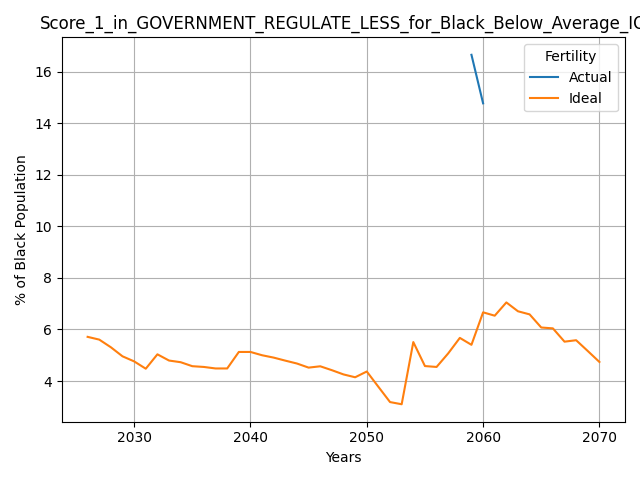 Score_1_in_GOVERNMENT_REGULATE_LESS_for_Black_Below_Average_IQ
Fertility
Actual
Ideal
16
14
12
10
8
6
4
% of Black Population
2030 2040 2050 2060 2070
Years